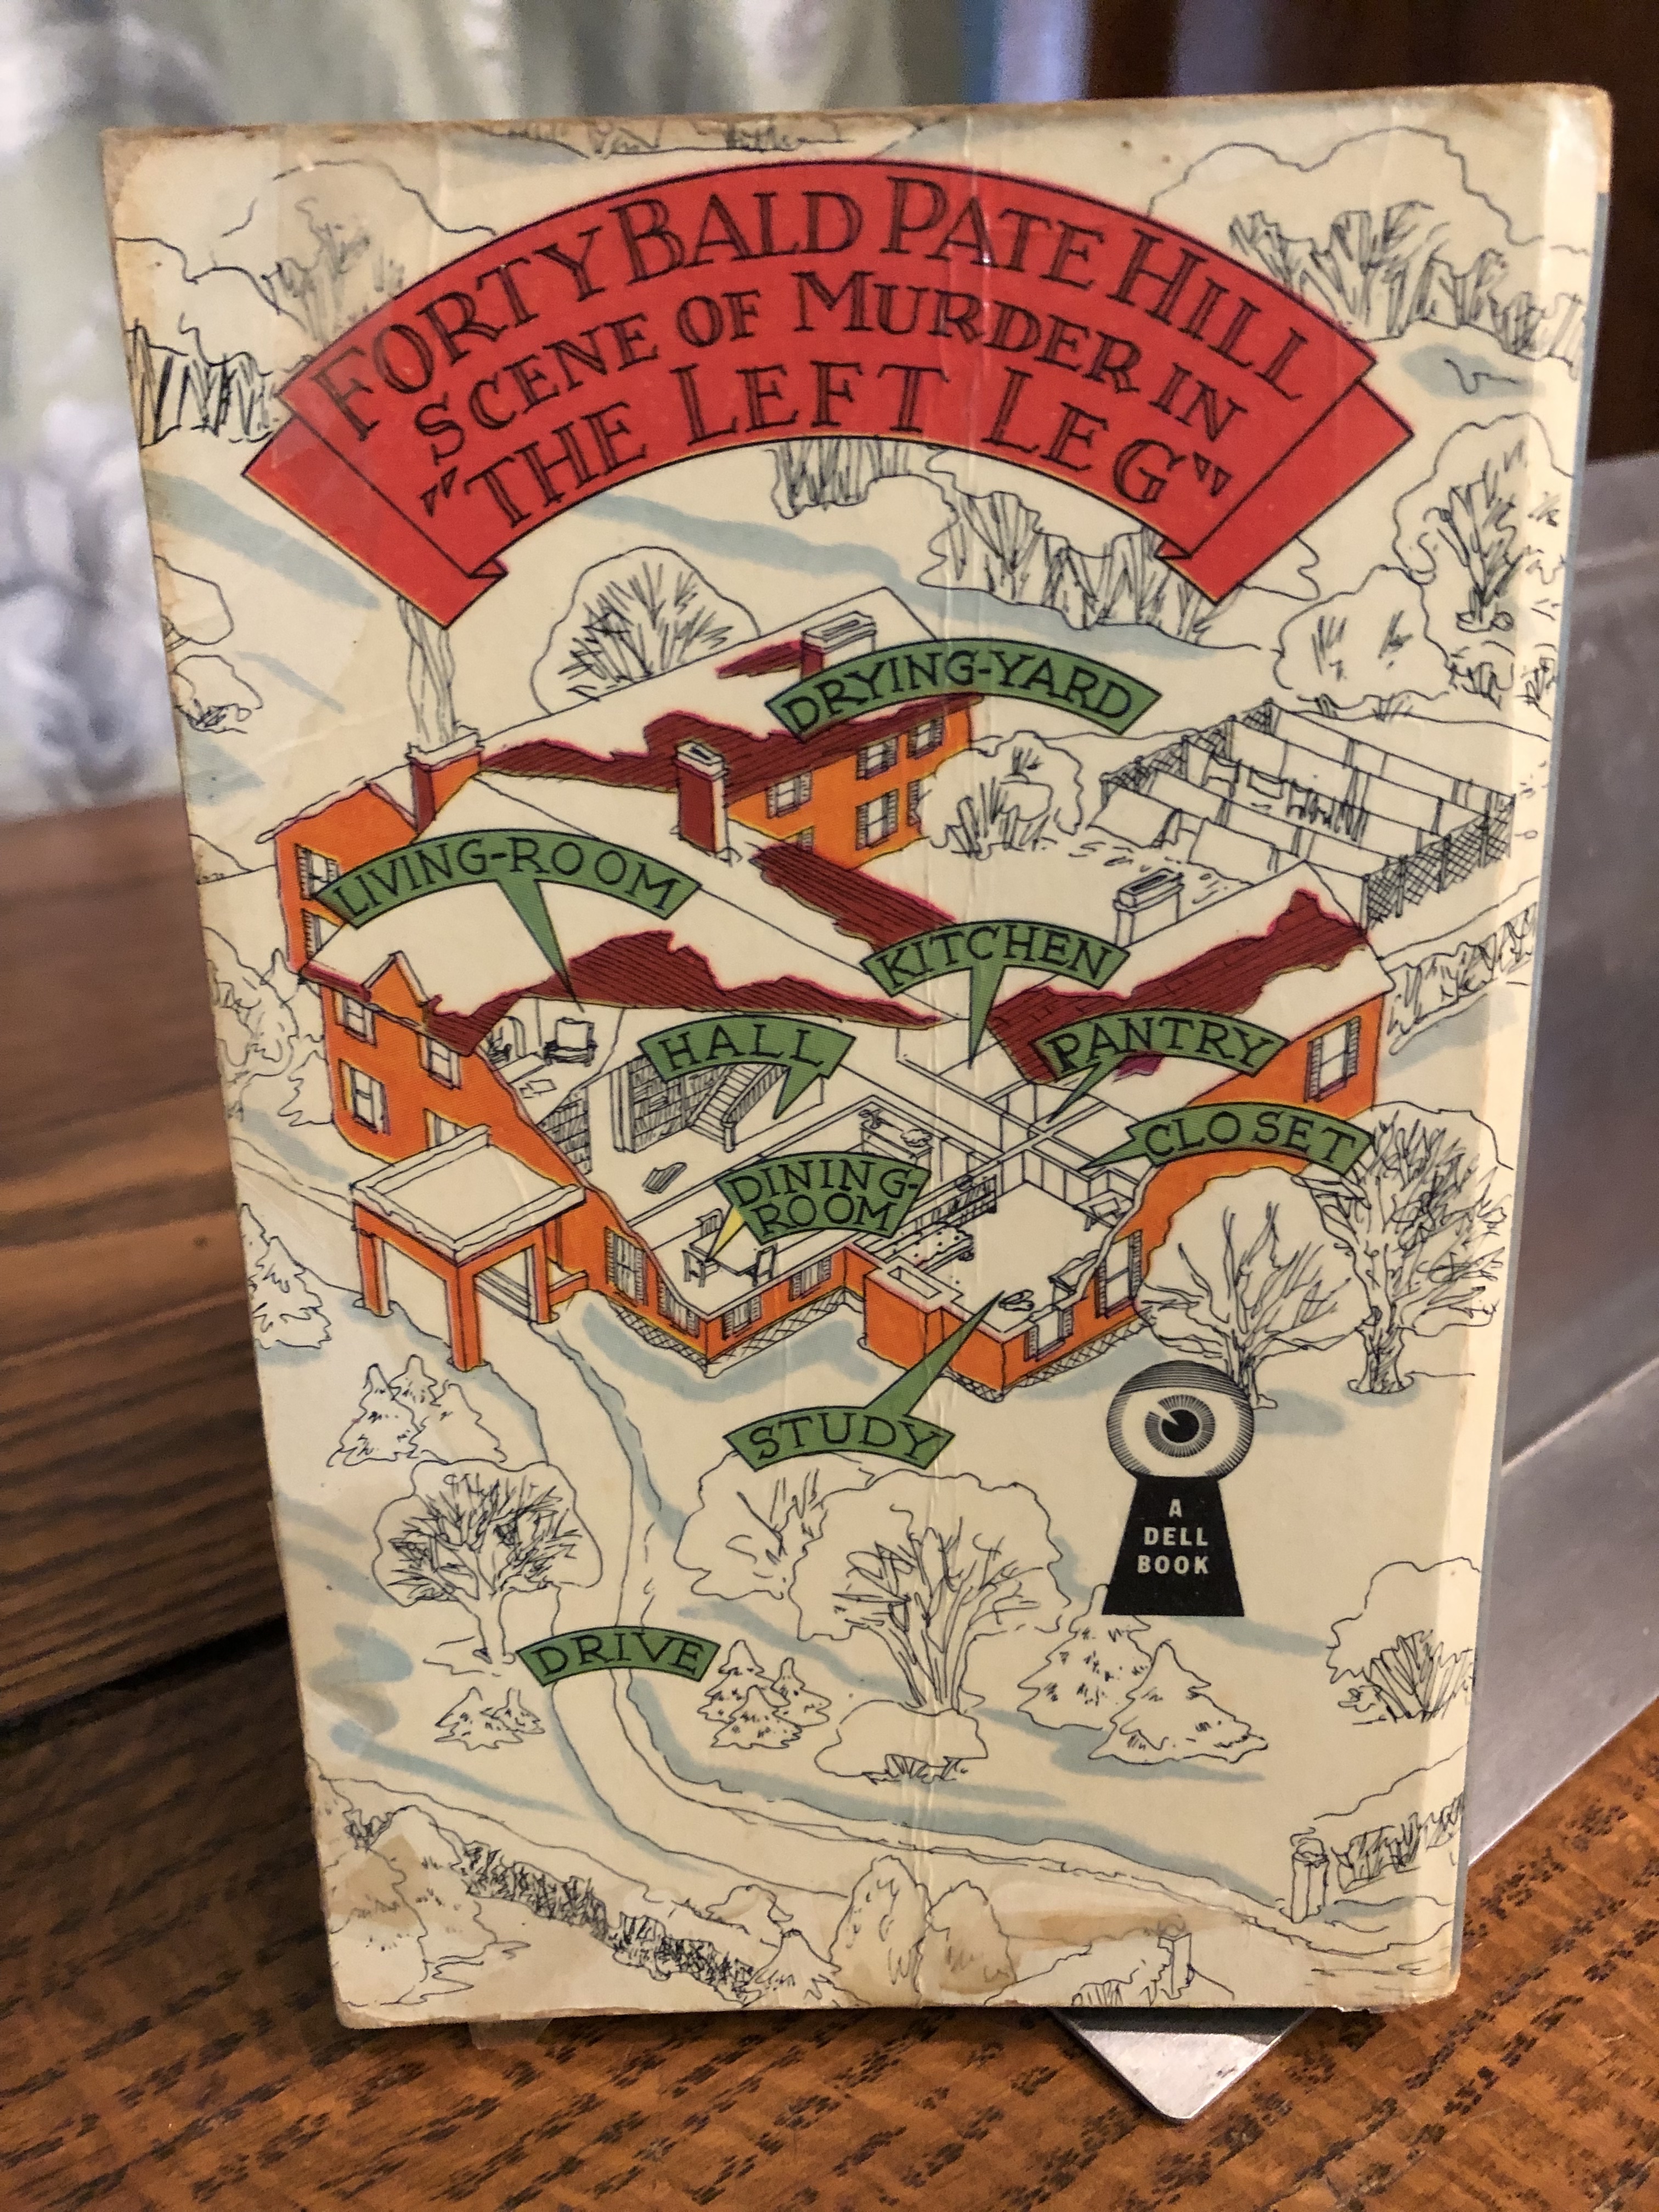 FORTY BALD PATE HILL
SCENE OF MURDER IN
"THE LEFT LEG"
DRYING-YARD
LIVING-ROOM
KITCHEN
HALL
PANTRY
CLOSET
DINING-
ROOM
STUDY
A
DELL
BOOK
DRIVE